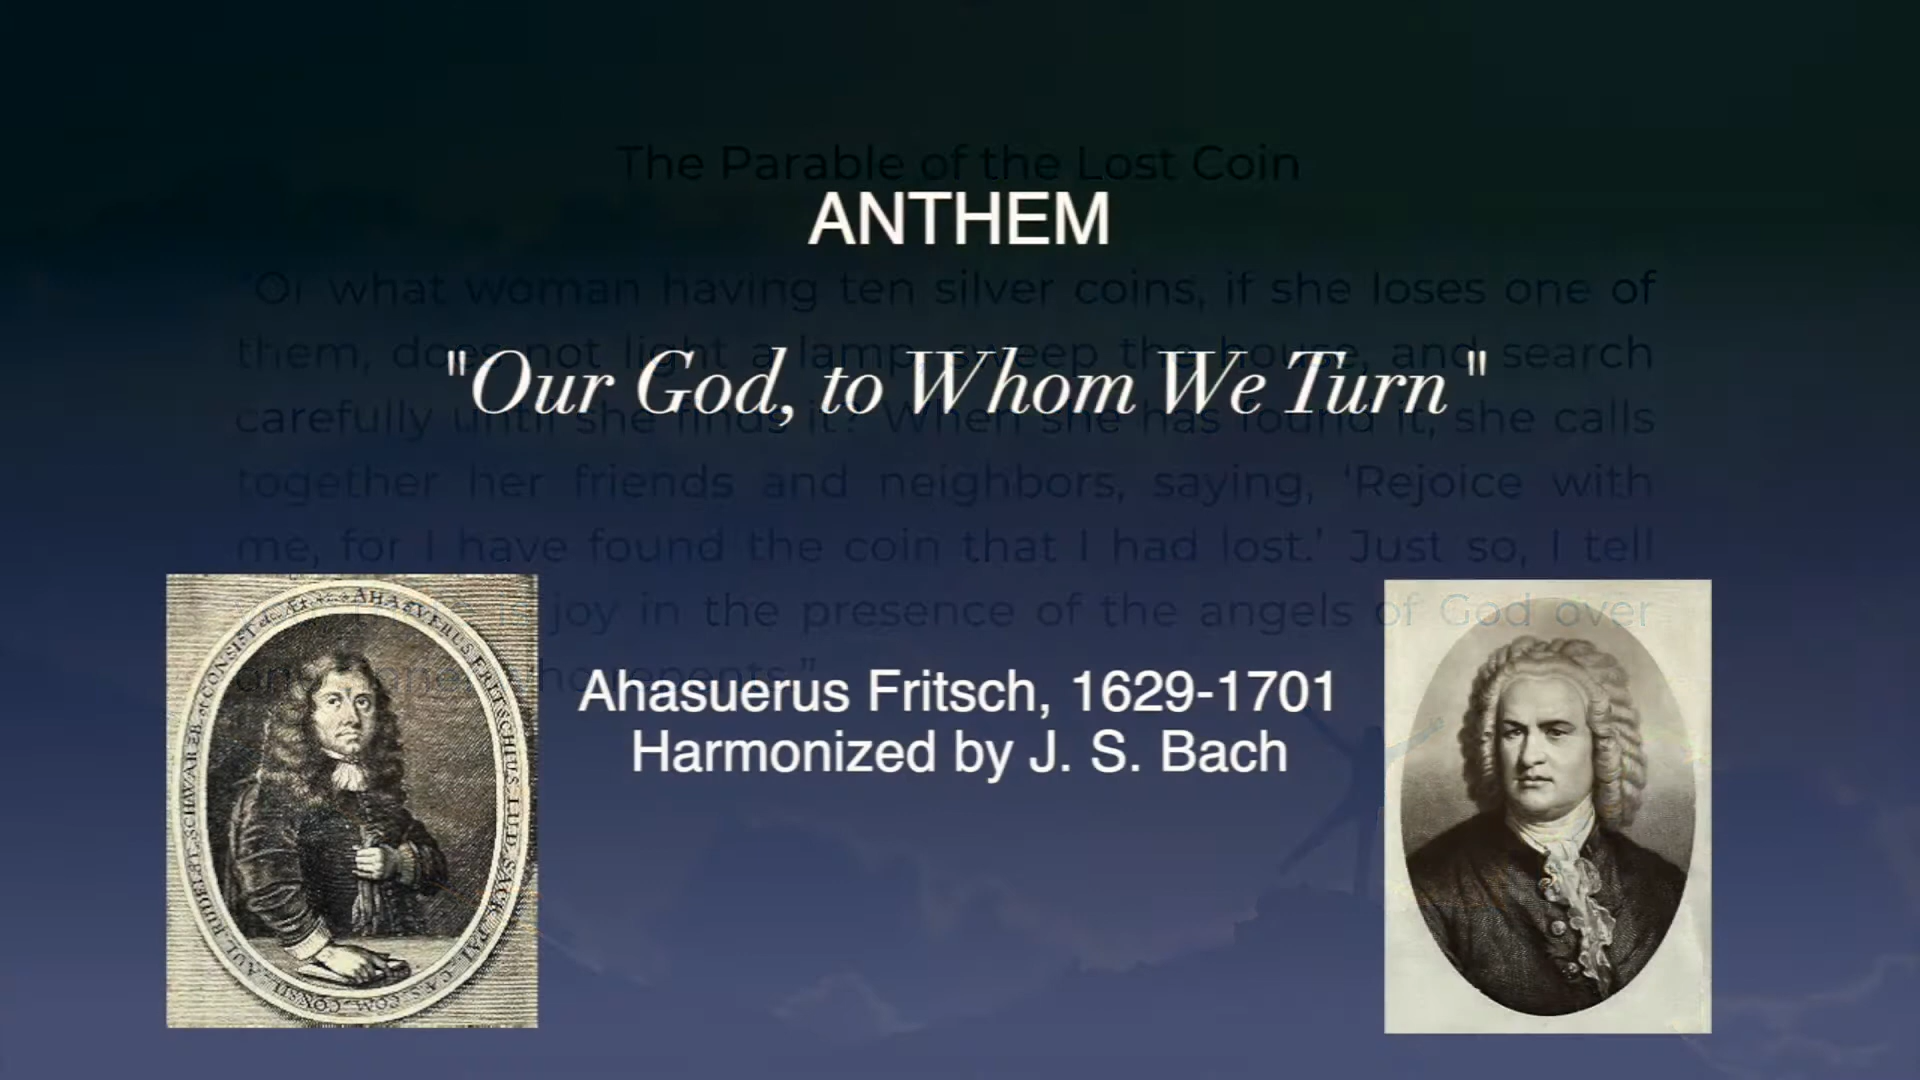 The Parable of the Lost Coin
ANTHEM
"Or what woman having ten silver coins, if she loses one of
them, does not light a lamp, sweep the house, and search
"Our God, to Whom We Turn"
carefully until she finds it? When she has found it, she calls
together her friends and neighbors, saying, 'Rejoice with
me, for I have found the coin that I had lost.' Just so, I tell
joy in the presence of the angels of God over
repents."
Ahasuerus Fritsch, 1629-1701
Harmonized by J. S. Bach
AHASVERUS FRITSCHIUS